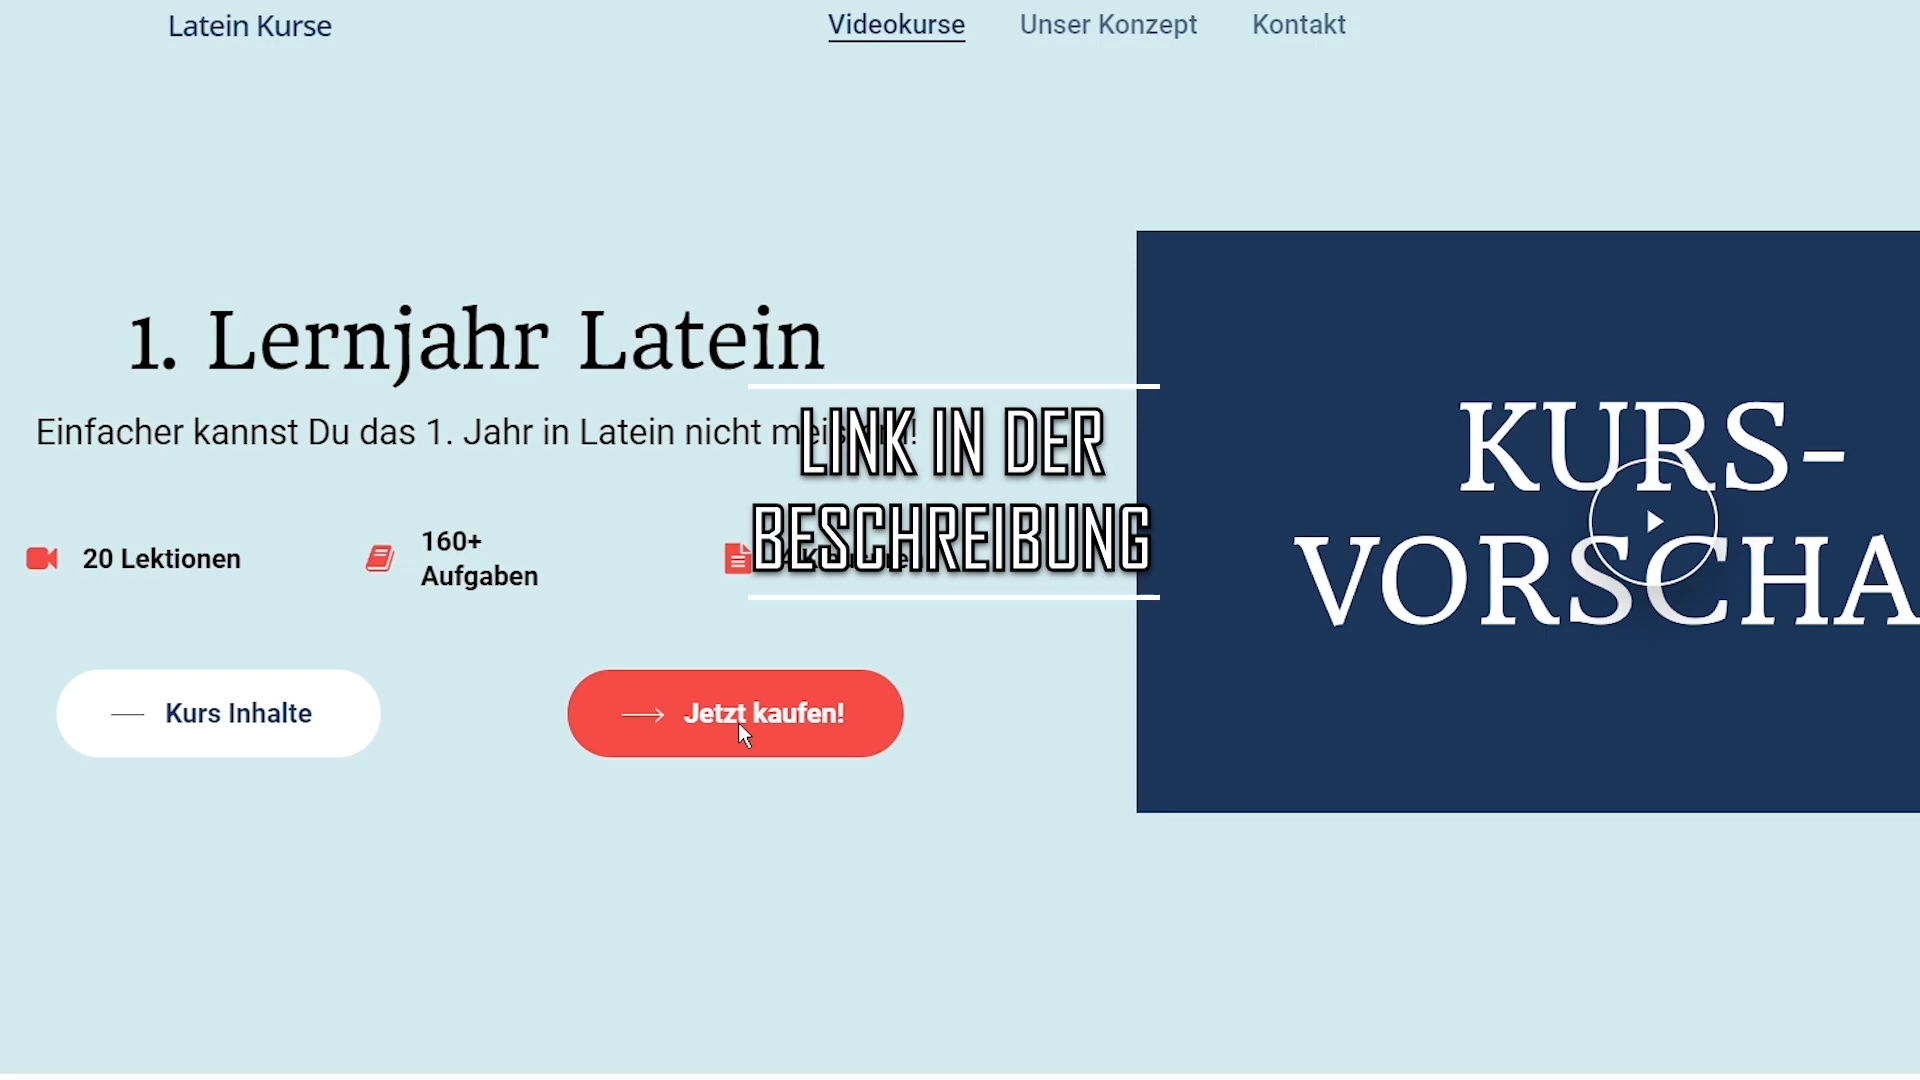 Latein Kurse
Videokurse
Unser Konzept
Kontakt
1. Lernjahr Latein
Einfacher kannst Du das 1. Jahr in Latein nicht
LINK IN DER
BESCHREIBUNG
20 Lektionen
160+
Aufgaben
Kurs Inhalte
Jetzt kaufen!
KURS-
VORSCHA